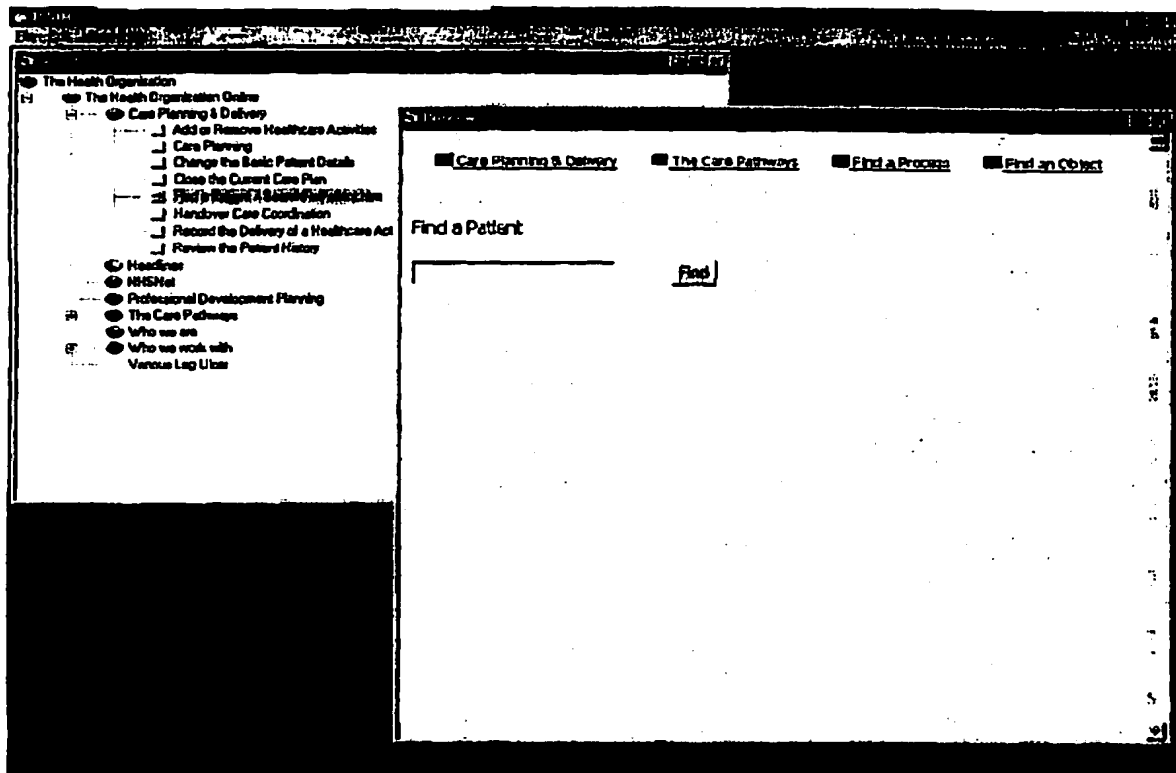 The Health Organisation
The Health Organisation Online
Care Planning & Delivery
Add or Remove Healthcare Activities
Care Planning
Change the Basic Patient Details
Close the Current Care Plan
Handover Care Coordination
Record the Delivery of a Healthcare Act
Review the Patient History
Headlines
NHSNet
Professional Development Planning
The Care Pathways
Who we are
Who we work with
Venous Leg Ulcer
Preview
Care Planning & Delivery The Care Pathways Find a Process Find an Object
Find a Patient
Find